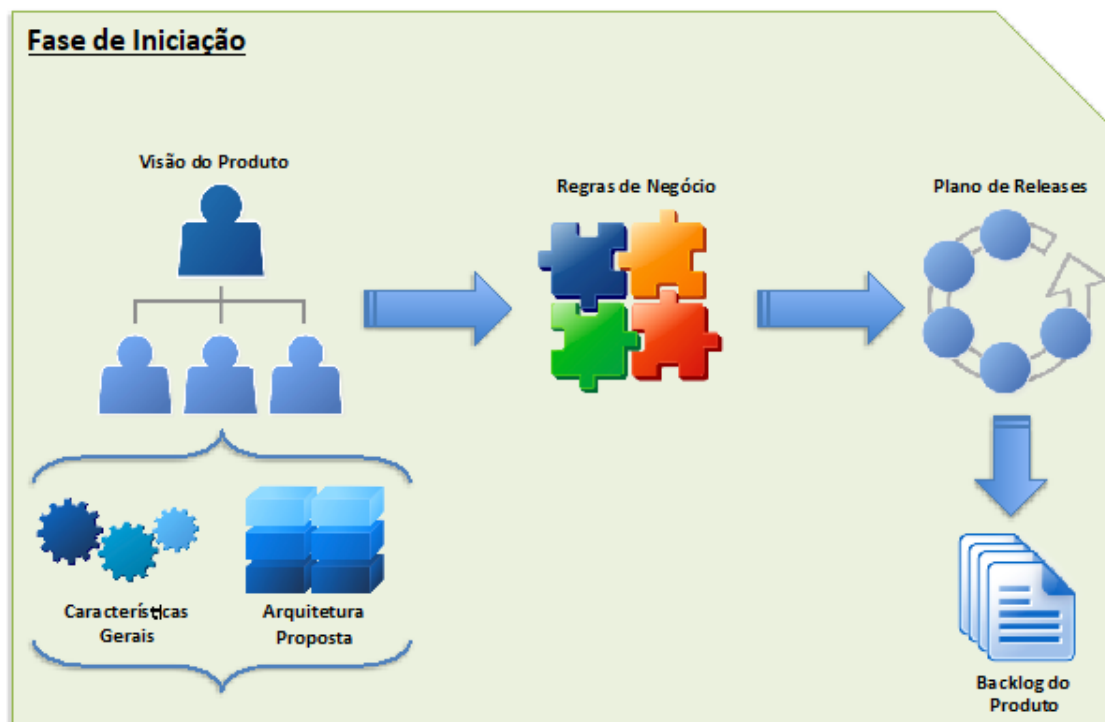 Fase de Iniciação
Visão do Produto
Regras de Negócio
Plano de Releases
Características
Gerais
Arquitetura
Proposta
Backlog do
Produto